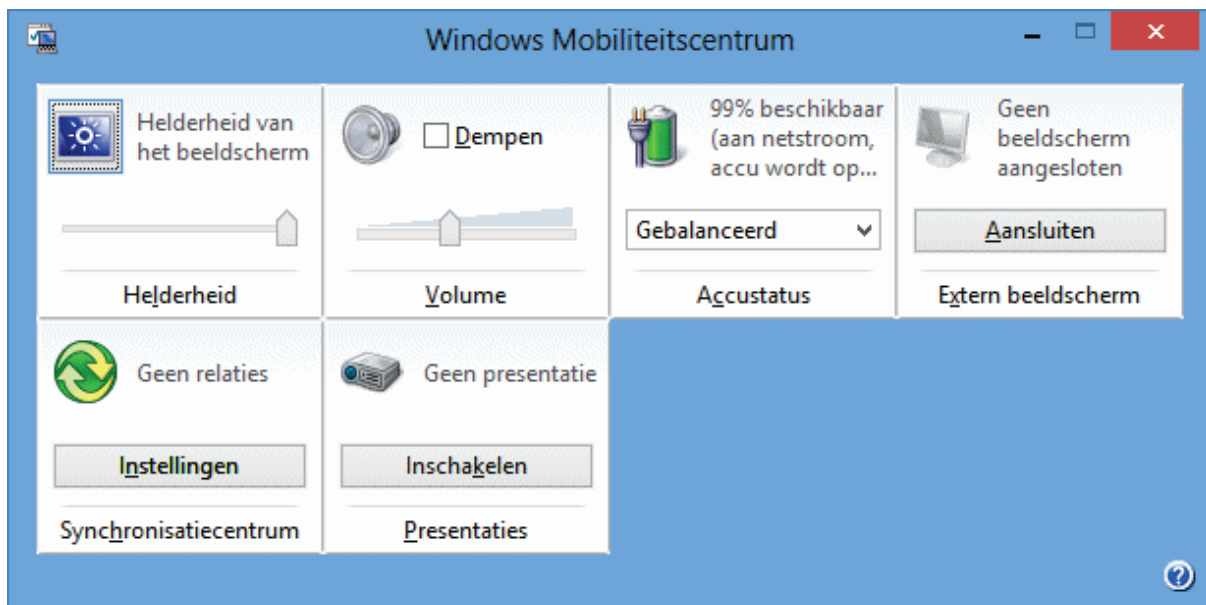 Windows Mobiliteitscentrum
Helderheid van
het beeldscherm
Helderheid
Dempen
Volume
99% beschikbaar
(aan netstroom,
accu wordt op...
Gebalanceerd
Accustatus
Geen
beeldscherm
aangesloten
Aansluiten
Extern beeldscherm
Geen relaties
Instellingen
Synchronisatiecentrum
Geen presentatie
Inschakelen
Presentaties